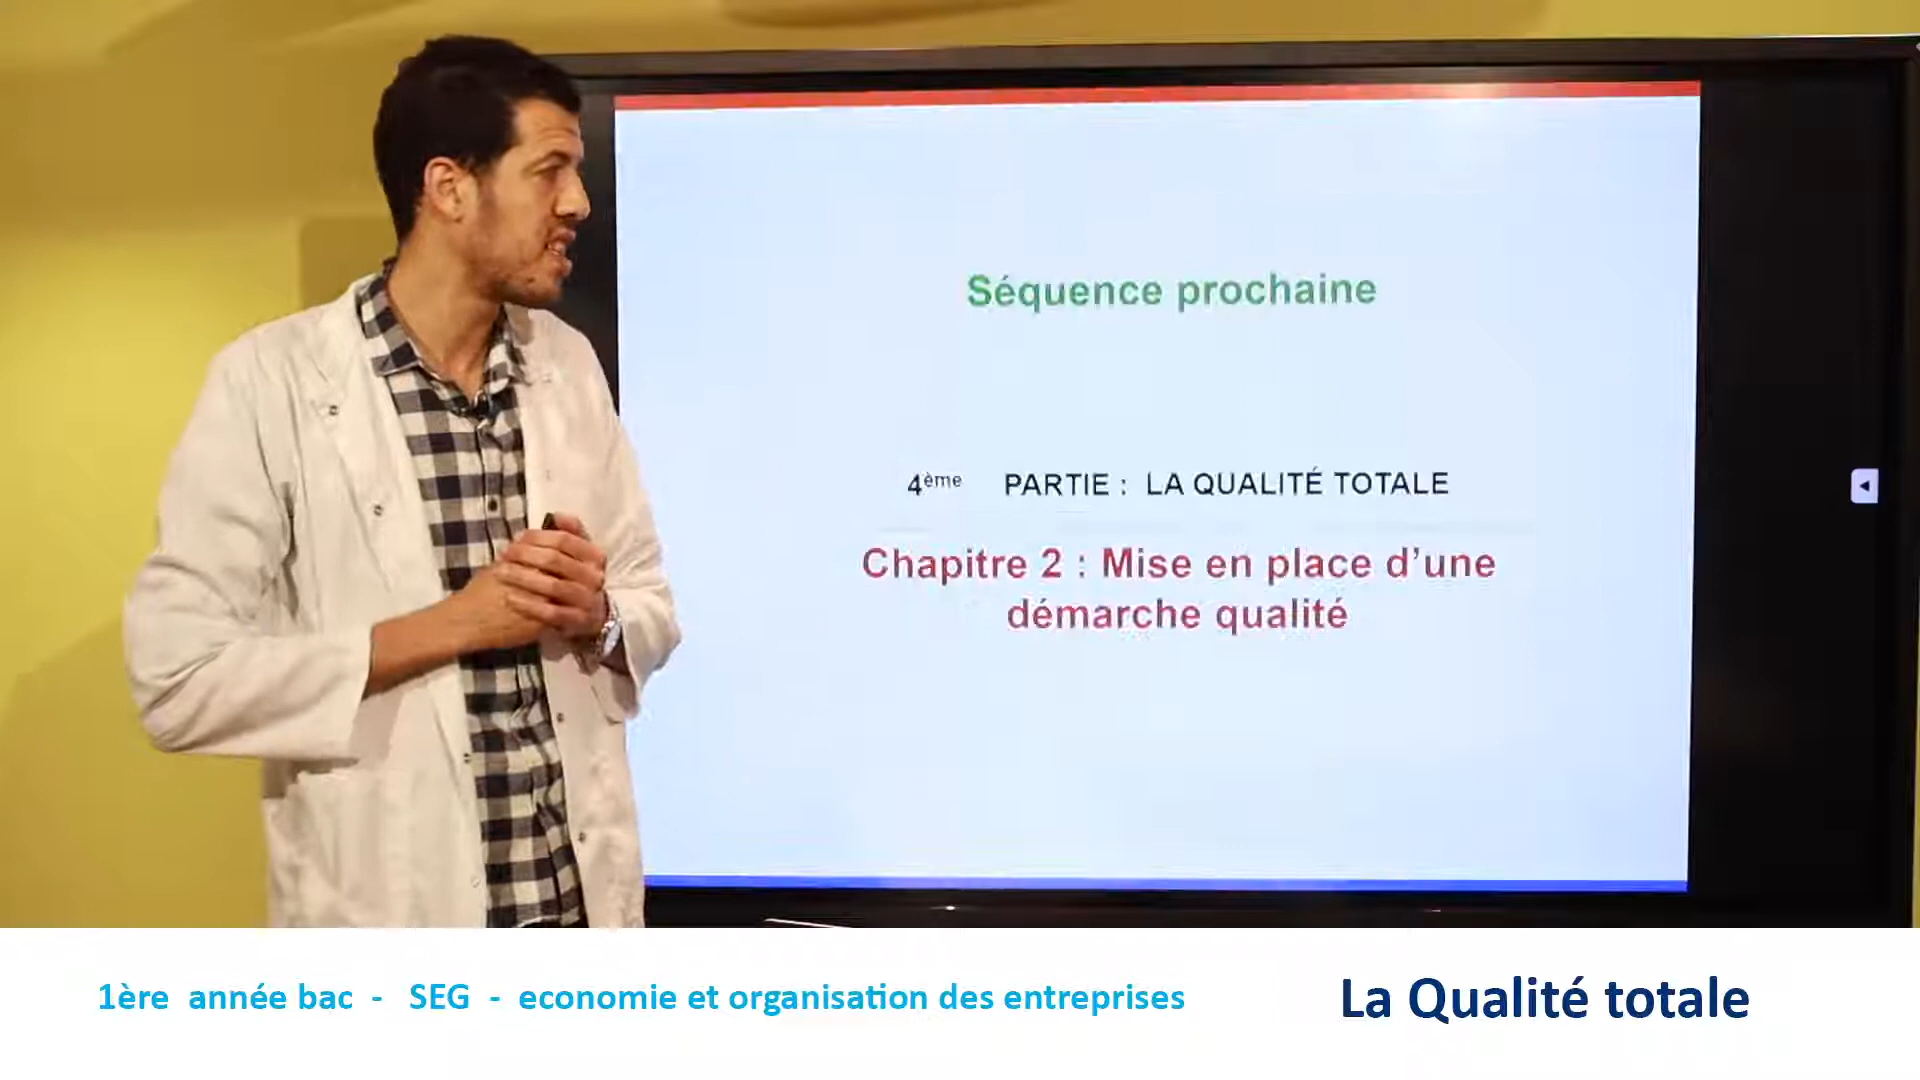 Séquence prochaine
4ème PARTIE : LA QUALITÉ TOTALE
Chapitre 2 : Mise en place d'une
démarche qualité
1ère année bac - SEG - economie et organisation des entreprises
La Qualité totale